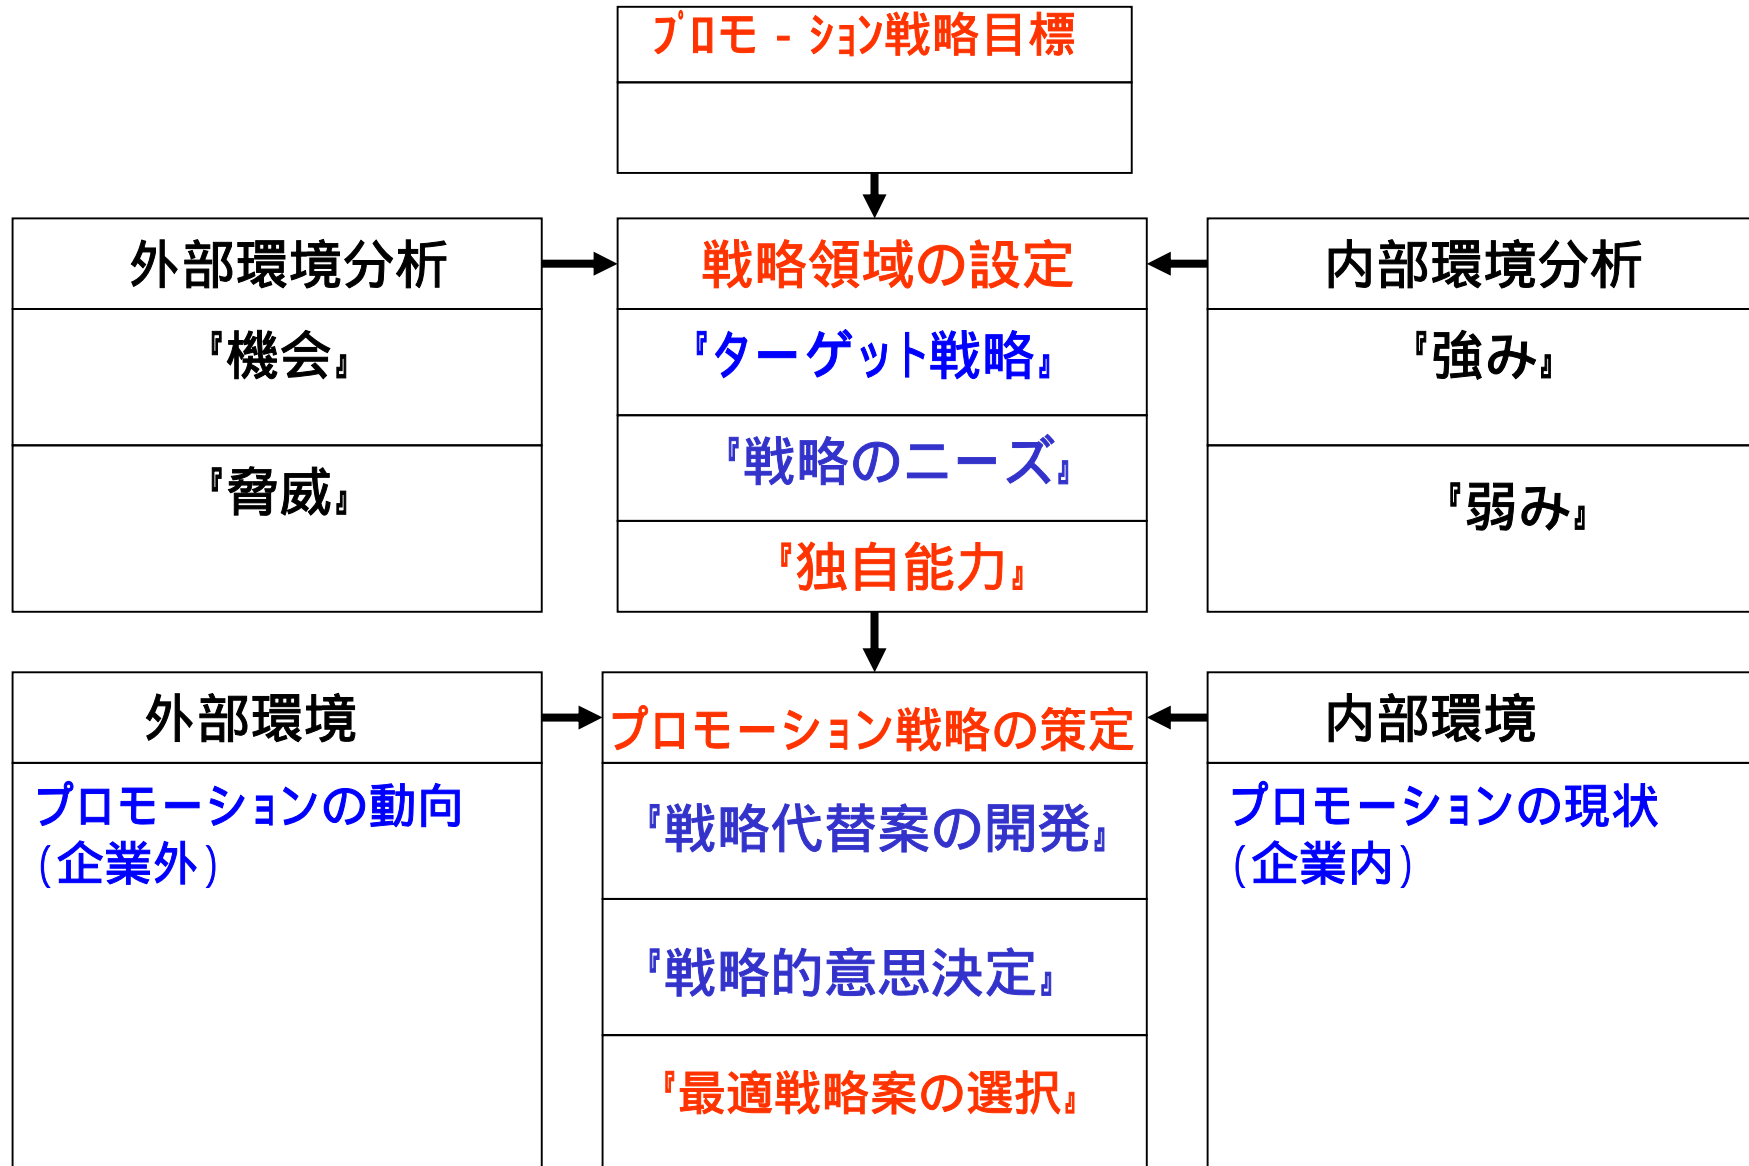 プロモ-ション戦略目標
外部環境分析
『機会』
『脅威』
戦略領域の設定
『ターゲット戦略』
『戦略のニーズ』
『独自能力』
内部環境分析
『強み』
『弱み』
外部環境
プロモーションの動向
(企業外)
プロモーション戦略の策定
『戦略代替案の開発』
『戦略的意思決定』
『最適戦略案の選択』
内部環境
プロモーションの現状
(企業内)